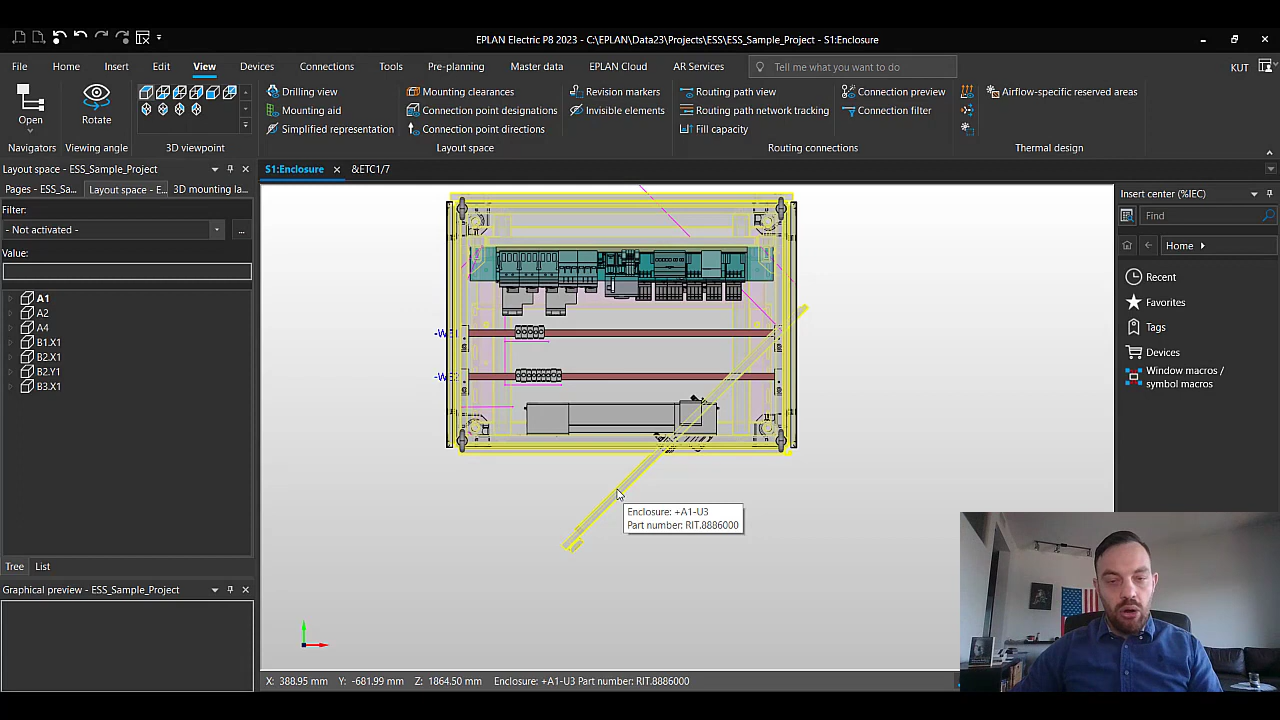 EPLAN Electric P8 2023 - C:\EPLAN\Data23\Projects\ESS\ESS_Sample_Project - S1:Enclosure
File Home Insert Edit View Devices Connections Tools Pre-planning Master data EPLAN Cloud AR Services Tell me what you want to do KUT
Open
Navigators
Rotate
Viewing angle
3D viewpoint
Drilling view
Mounting aid
Simplified representation
Mounting clearances
Connection point designations
Connection point directions
Revision markers
Invisible elements
Layout space
Routing path view
Routing path network tracking
Fill capacity
Connection preview
Connection filter
Routing connections
Airflow-specific reserved areas
Thermal design
Layout space - ESS_Sample_Project
Pages - ESS_Sa... Layout space - E... 3D mounting la...
Filter:
- Not activated -
...
Value:
A1
A2
A4
B1.X1
B2.X1
B2.Y1
B3.X1
Tree List
Graphical preview - ESS_Sample_Project
S1:Enclosure
&ETC1/7
Enclosure: +A1-U3
Part number: RIT.8886000
X: 388.95 mm Y: -681.99 mm Z: 1864.50 mm Enclosure: +A1-U3 Part number: RIT.8886000
Insert center (%IEC)
Find
Home
Recent
Favorites
Tags
Devices
Window macros /
symbol macros